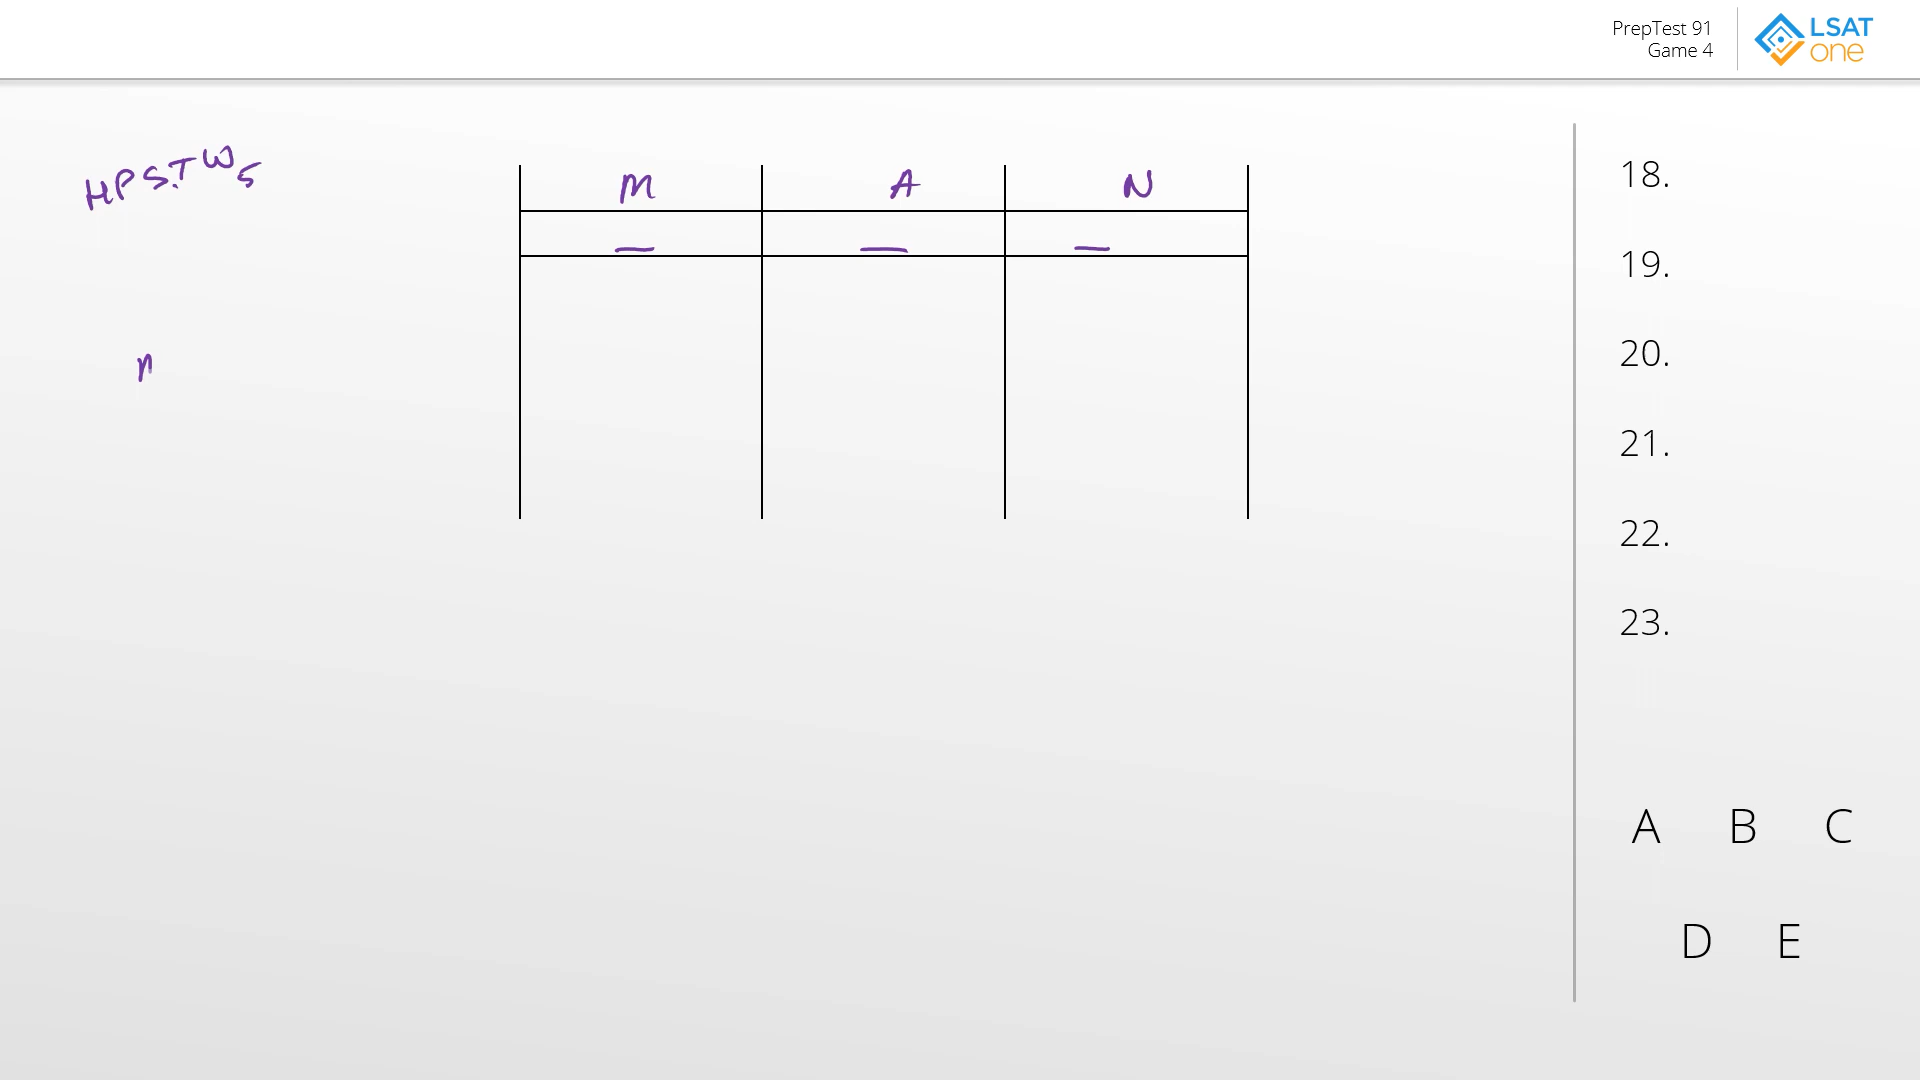 PrepTest 91
Game 4
LSAT
one
HPSTW5
M A N
n
18.
19.
20.
21.
22.
23.
A B C
D E